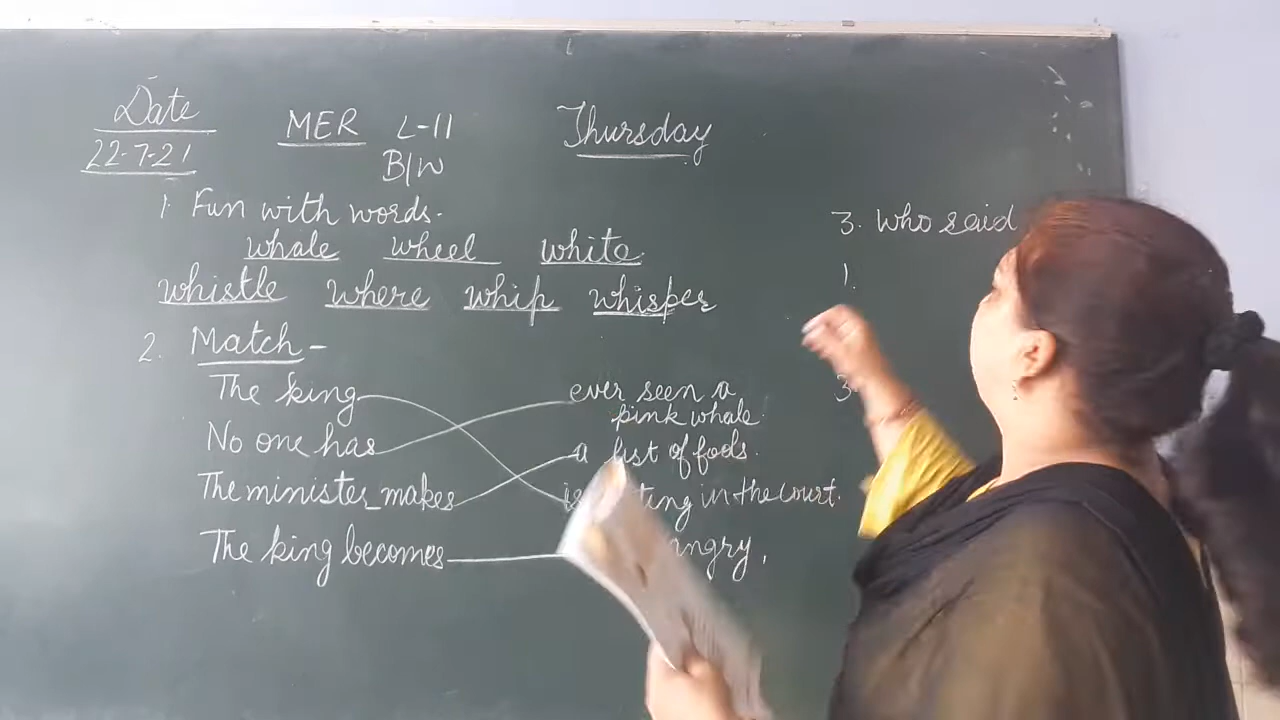 Date
22-7-21
MER L-11
B/W
Thursday
1. Fun with words.
whale wheel white
whistle where whip whisper
2. Match -
The king
No one has
The minister makes
The king becomes
ever seen a
pink whale.
a list of fools.
in the court.
angry.
3. Who said
1.
3.